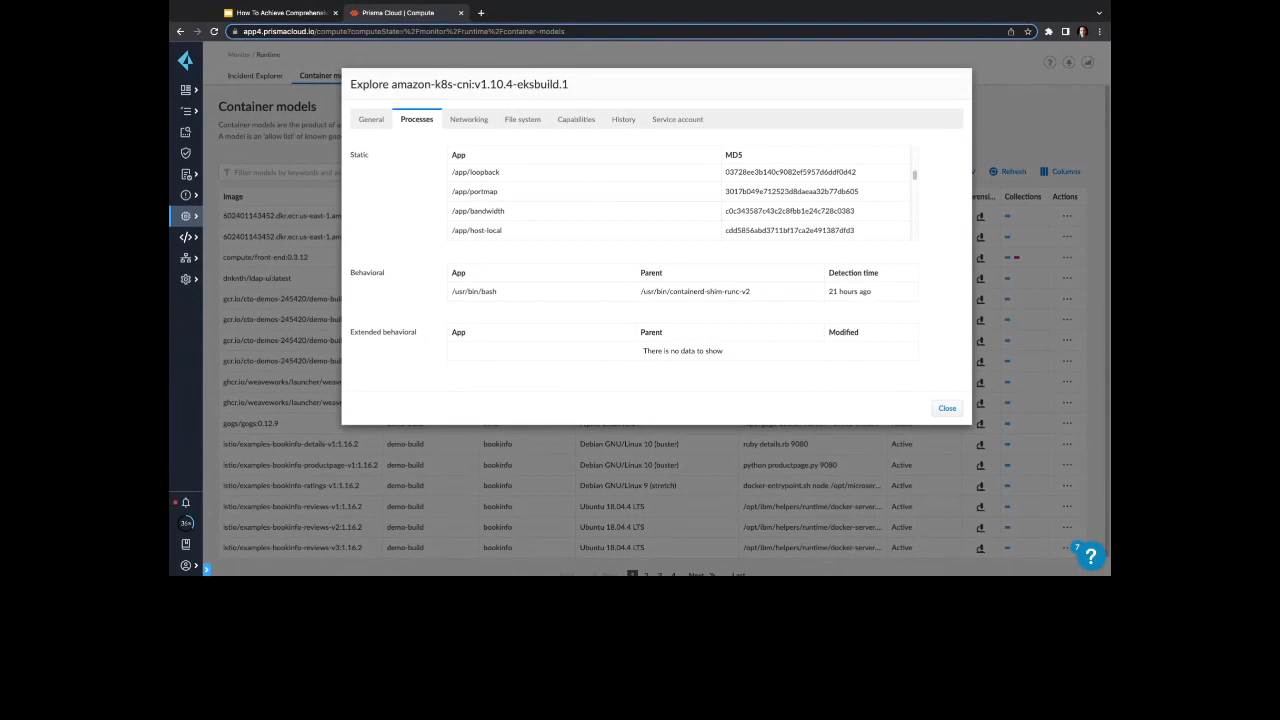 How To Achieve Comprehensiv
Prisma Cloud | Compute
app4.prismacloud.io/compute?computeState=%2Fmonitor%2Fruntime%2Fcontainer-models
Monitor / Runtime
Incident Explorer
Container m
Container models
Container models are the product of a
A model is an 'allow list' of known goo
Filter models by keywords and
Refresh
Columns
Image
Collections
Actions
602401143452.dkr.ecr.us-east-1.am
602401143452.dkr.ecr.us-east-1.am
compute/front-end:0.3.12
dnknth/ldap-ui:latest
gcr.io/cto-demos-245420/demo-bui
gcr.io/cto-demos-245420/demo-bui
gcr.io/cto-demos-245420/demo-bui
gcr.io/cto-demos-245420/demo-bui
ghcr.io/weaveworks/launcher/weav
ghcr.io/weaveworks/launcher/weav
gogs/gogs:0.12.9
Explore amazon-k8s-cni:v1.10.4-eksbuild.1
General Processes Networking File system Capabilities History Service account
Static
App MD5
/app/loopback 03728ee3b140c9082ef5957d6ddf0d42
/app/portmap 3017b049e712523d8daeaa32b77db605
/app/bandwidth c0c343587c43c2c8fbb1e24c728c0383
/app/host-local cdd5856abd3711bf17ca2e491387dfd3
Behavioral
App Parent Detection time
/usr/bin/bash /usr/bin/containerd-shim-runc-v2 21 hours ago
Extended behavioral
App Parent Modified
There is no data to show
Close
istio/examples-bookinfo-details-v1:1.16.2 demo-build bookinfo Debian GNU/Linux 10 (buster) ruby details.rb 9080 Active
istio/examples-bookinfo-productpage-v1:1.16.2 demo-build bookinfo Debian GNU/Linux 10 (buster) python productpage.py 9080 Active
istio/examples-bookinfo-ratings-v1:1.16.2 demo-build bookinfo Debian GNU/Linux 9 (stretch) docker-entrypoint.sh node /opt/microser... Active
istio/examples-bookinfo-reviews-v1:1.16.2 demo-build bookinfo Ubuntu 18.04.4 LTS /opt/ibm/helpers/runtime/docker-server.... Active
istio/examples-bookinfo-reviews-v2:1.16.2 demo-build bookinfo Ubuntu 18.04.4 LTS /opt/ibm/helpers/runtime/docker-server.... Active
istio/examples-bookinfo-reviews-v3:1.16.2 demo-build bookinfo Ubuntu 18.04.4 LTS /opt/ibm/helpers/runtime/docker-server.... Active
1 2 3 4 Next Last
7